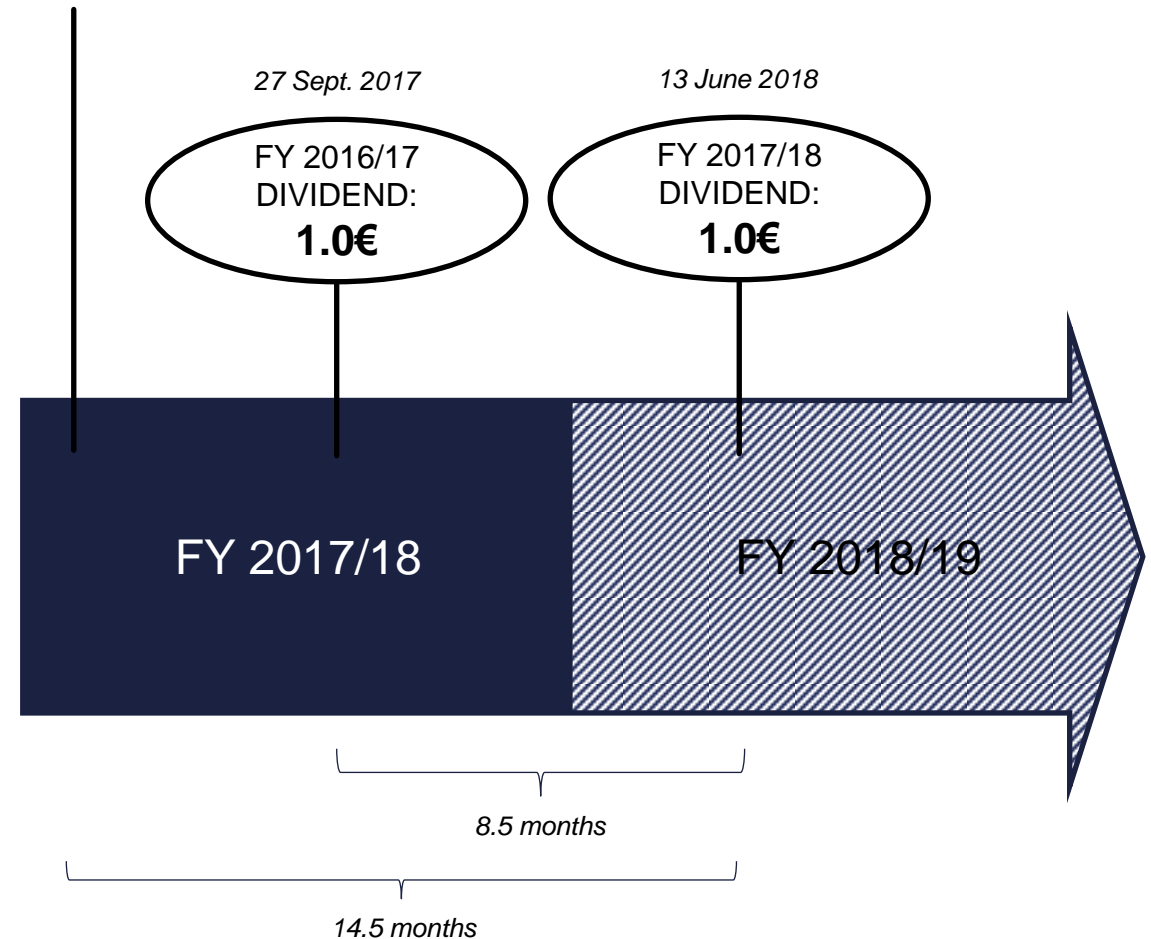 27 Sept. 2017
13 June 2018
FY 2016/17
DIVIDEND:
1.0€
FY 2017/18
DIVIDEND:
1.0€
FY 2017/18
FY 2018/19
8.5 months
14.5 months